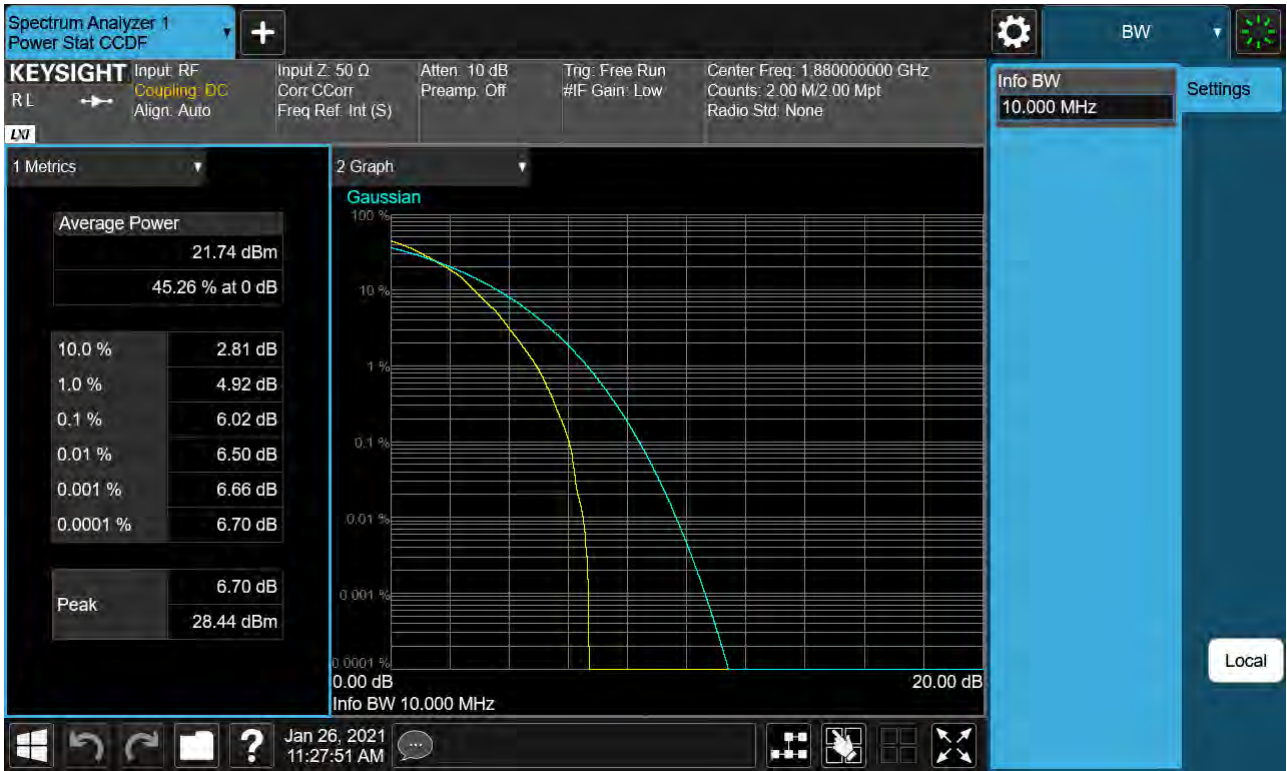 Spectrum Analyzer 1
Power Stat CCDF
+
BW
KEYSIGHT
RL
LXI
Input: RF
Coupling: DC
Align: Auto
Input Z: 50 Ω
Corr CCorr
Freq Ref: Int (S)
Atten: 10 dB
Preamp: Off
Trig: Free Run
#IF Gain: Low
Center Freq: 1.880000000 GHz
Counts: 2.00 M/2.00 Mpt
Radio Std: None
Info BW
10.000 MHz
Settings
1 Metrics
Average Power
21.74 dBm
45.26 % at 0 dB
10.0 % 2.81 dB
1.0 % 4.92 dB
0.1 % 6.02 dB
0.01 % 6.50 dB
0.001 % 6.66 dB
0.0001 % 6.70 dB
Peak
6.70 dB
28.44 dBm
2 Graph
Gaussian
100 %
10 %
1 %
0.1 %
0.01 %
0.001 %
0.0001 %
0.00 dB 20.00 dB
Info BW 10.000 MHz
Local
?
Jan 26, 2021
11:27:51 AM